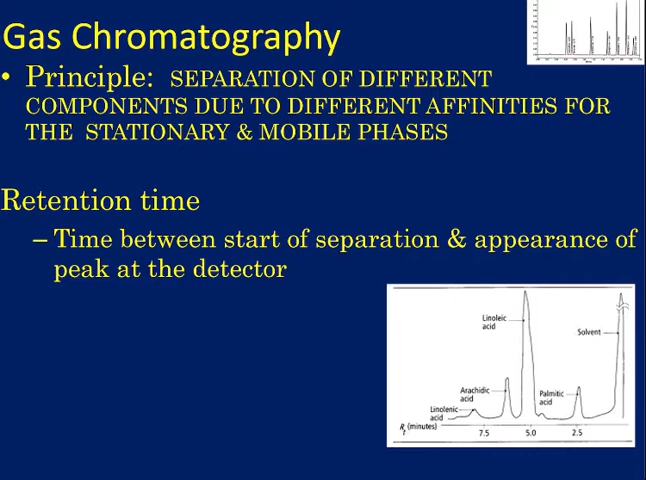 Gas Chromatography
• Principle: SEPARATION OF DIFFERENT
COMPONENTS DUE TO DIFFERENT AFFINITIES FOR
THE STATIONARY & MOBILE PHASES
Retention time
– Time between start of separation & appearance of
peak at the detector
Linoleic
acid
Solvent
Arachidic
acid
Palmitic
acid
Linolenic
acid
Rt (minutes)
7.5 5.0 2.5